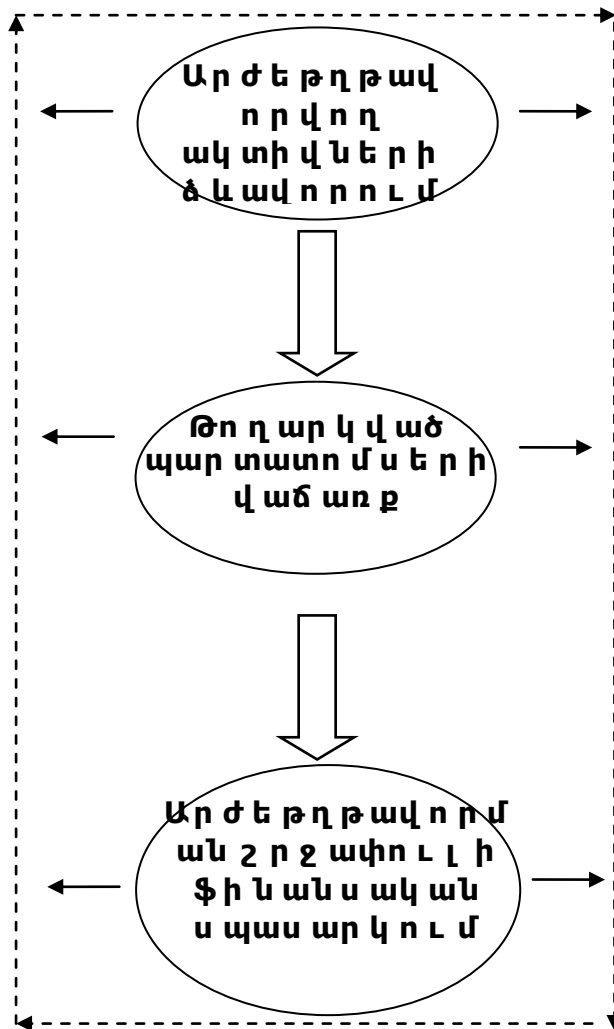 Արժեթղթավ
որվող
ակտիվների
ձևավորում
Թողարկված
պարտատոմսերի
վաճառք
Արժեթղթավորմ
ան շրջափուլի
ֆինանսական
սպասարկում